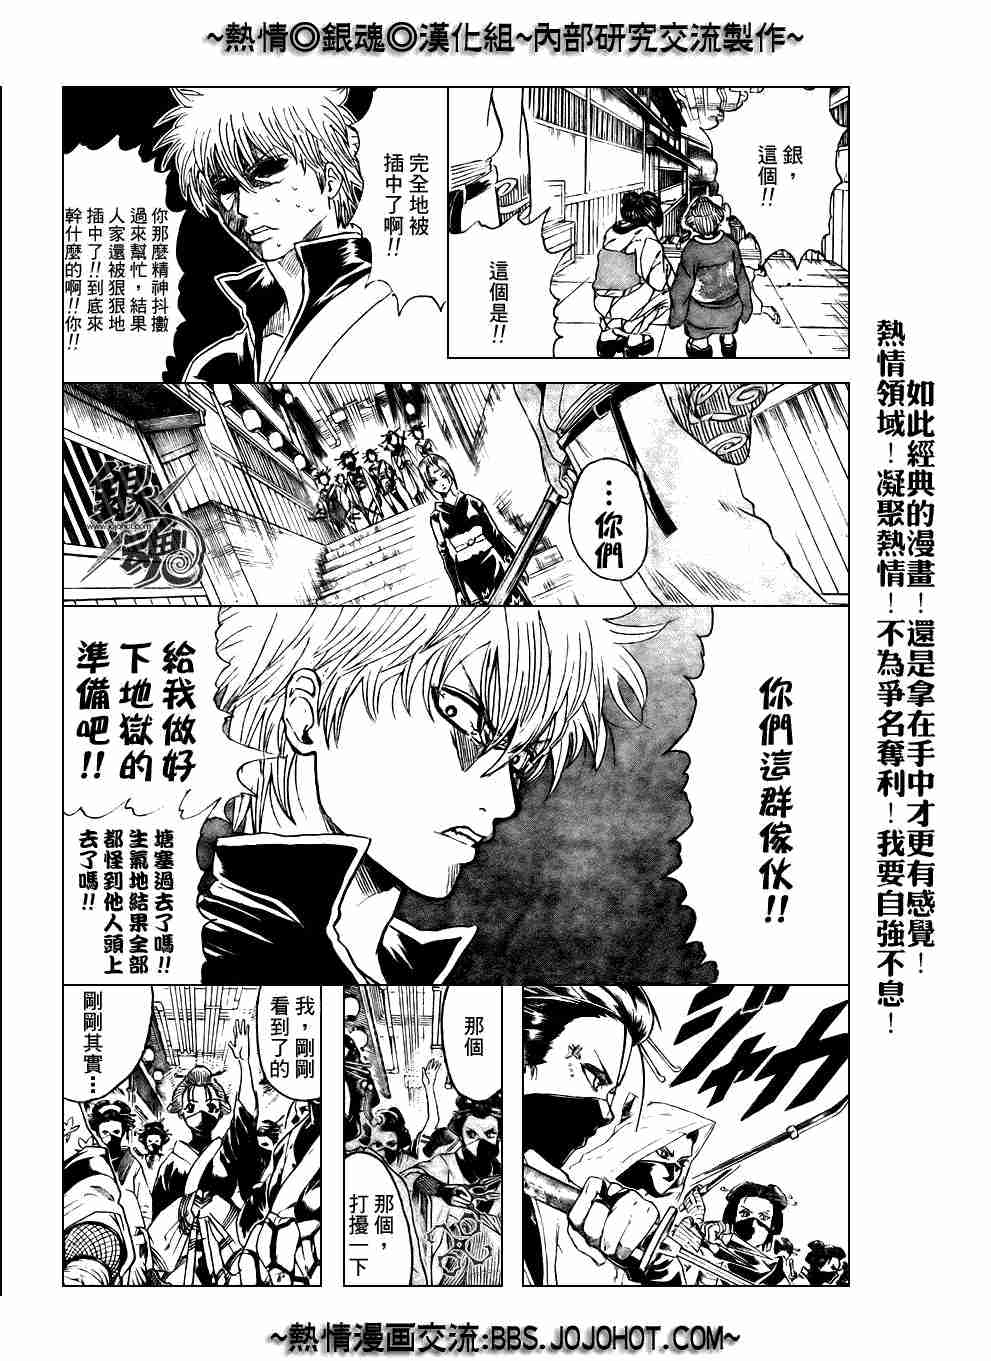 ~熱情◎銀魂◎漢化組~內部研究交流製作~
銀，
這個!!
這個是!!
完全地被
插中了啊!!
你那麼精神抖擻
過來幫忙，結果
人家還被狠狠地
插中了!!到底來
幹什麼的啊!!你!!
…你們
銀魂
www.jojohot.com
你們這群傢伙!!
給我做好
下地獄的
準備吧!!
搪塞過去了嗎!!
生氣地結果全部
都怪到他人頭上
去了嗎!!
ジャカ
那個
那個，
打擾一下
我，剛剛
看到了的
剛剛其實…
如此經典的漫畫！還是拿在手中才更有感覺！
熱情領域！凝聚熱情！不為爭名奪利！我要自強不息！
~熱情漫画交流:BBS.JOJOHOT.COM~